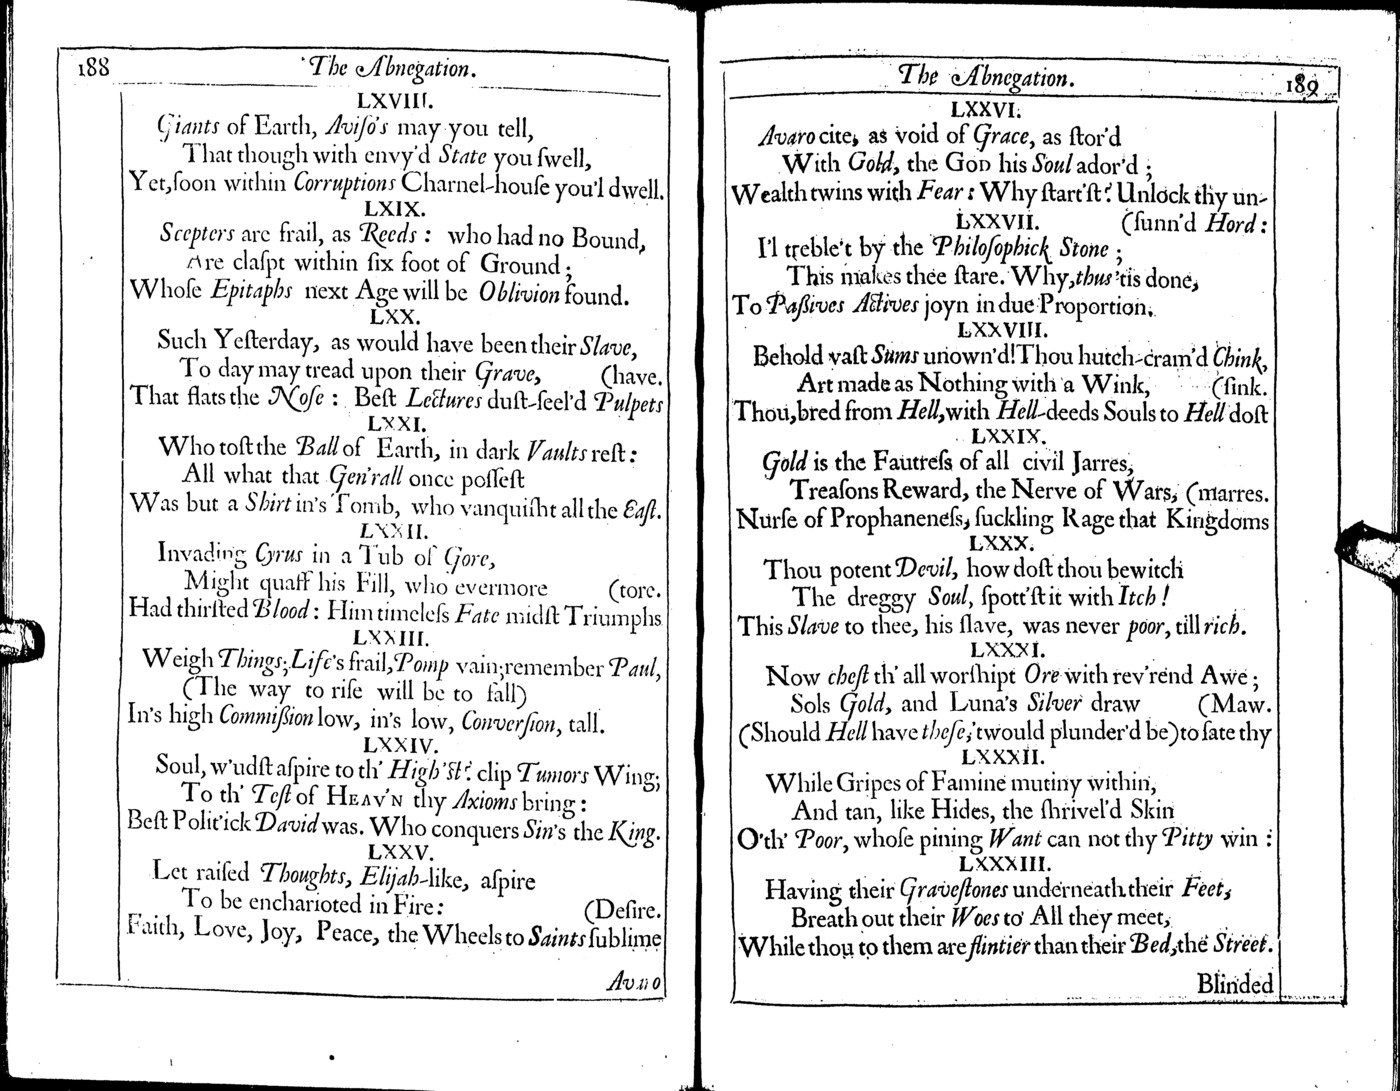 188 The Abnegation.
LXVIII.
Giants of Earth, Aviſo's may you tell,
That though with envy'd State you ſwell,
Yet, ſoon within Corruptions Charnel-houſe you'l dwell.
LXIX.
Scepters are frail, as Reeds : who had no Bound,
Are claſpt within ſix foot of Ground ;
Whoſe Epitaphs next Age will be Oblivion found.
LXX.
Such Yeſterday, as would have been their Slave,
To day may tread upon their Grave, (have.
That flats the Noſe : Beſt Lectures duſt-ſeel'd Pulpets
LXXI.
Who toſt the Ball of Earth, in dark Vaults reſt :
All what that Gen'rall once poſſeſt
Was but a Shirt in's Tomb, who vanquiſht all the Eaſt.
LXXII.
Invading Cyrus in a Tub of Gore,
Might quaff his Fill, who evermore (tore.
Had thirſted Blood : Him timeleſs Fate midſt Triumphs
LXXIII.
Weigh Things; Life's frail, Pomp vain; remember Paul,
(The way to riſe will be to fall)
In's high Commiſſion low, in's low, Converſion, tall.
LXXIV.
Soul, w'udſt aſpire to th' High'ſt ? clip Tumors Wing;
To th' Teſt of HEAV'N thy Axioms bring :
Beſt Polit'ick David was. Who conquers Sin's the King.
LXXV.
Let raiſed Thoughts, Elijah-like, aſpire
To be encharioted in Fire : (Deſire.
Faith, Love, Joy, Peace, the Wheels to Saints ſublime
Avaro
The Abnegation. 189
LXXVI.
Avaro cite, as void of Grace, as ſtor'd
With Gold, the GOD his Soul ador'd ;
Wealth twins with Fear : Why ſtart'ſt ? Unlock thy un-
LXXVII. (ſunn'd Hord :
I'l treble't by the Philoſophick Stone ;
This makes thee ſtare. Why, thus 'tis done,
To Paſſives Actives joyn in due Proportion.
LXXVIII.
Behold vaſt Sums unown'd! Thou hutch-cram'd Chink,
Art made as Nothing with a Wink, (ſink.
Thou, bred from Hell, with Hell-deeds Souls to Hell doſt
LXXIX.
Gold is the Fautreſs of all civil Jarres,
Treaſons Reward, the Nerve of Wars, (marres.
Nurſe of Prophaneneſs, ſuckling Rage that Kingdoms
LXXX.
Thou potent Devil, how doſt thou bewitch
The dreggy Soul, ſpott'ſt it with Itch !
This Slave to thee, his ſlave, was never poor, till rich.
LXXXI.
Now cheſt th' all worſhipt Ore with rev'rend Awe ;
Sols Gold, and Luna's Silver draw (Maw.
(Should Hell have theſe, 'twould plunder'd be) to ſate thy
LXXXII.
While Gripes of Famine mutiny within,
And tan, like Hides, the ſhrivel'd Skin
O'th' Poor, whoſe pining Want can not thy Pitty win :
LXXXIII.
Having their Graveſtones underneath their Feet,
Breath out their Woes to All they meet,
While thou to them are flintier than their Bed, the Street.
Blinded